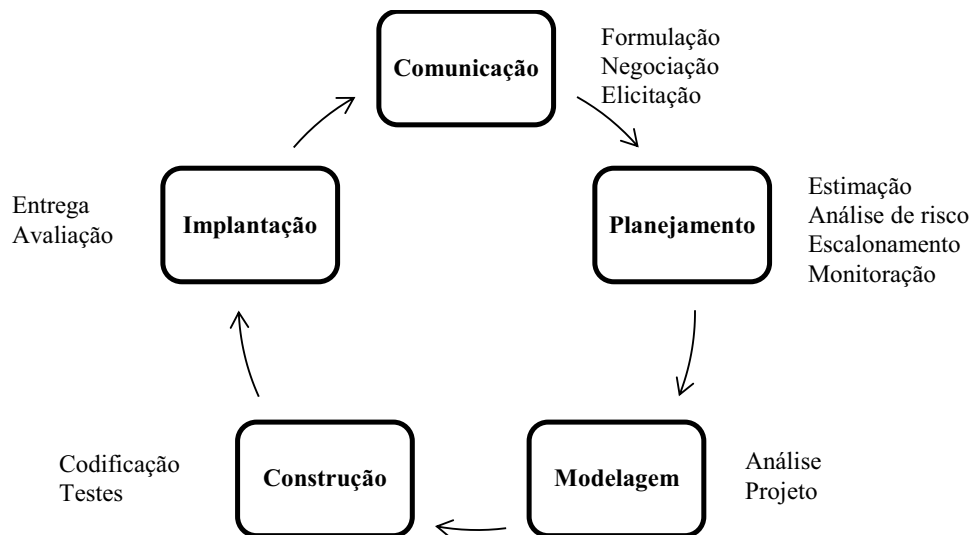 Comunicação
Formulação
Negociação
Elicitação
Planejamento
Estimação
Análise de risco
Escalonamento
Monitoração
Modelagem
Análise
Projeto
Construção
Codificação
Testes
Implantação
Entrega
Avaliação